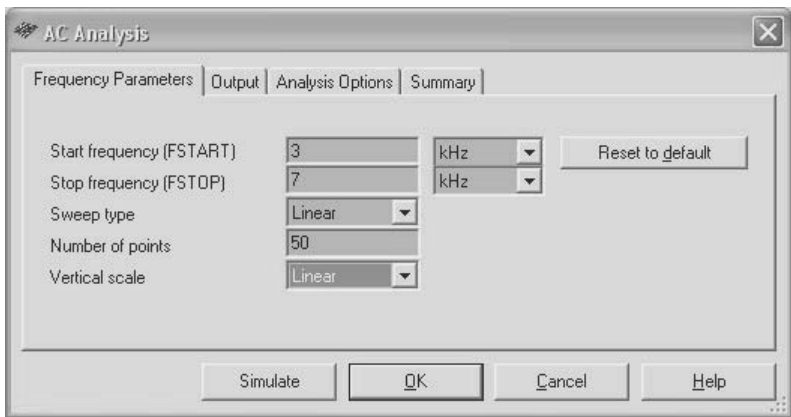 AC Analysis
Frequency Parameters Output Analysis Options Summary
Start frequency (FSTART) 3 kHz Reset to default
Stop frequency (FSTOP) 7 kHz
Sweep type Linear
Number of points 50
Vertical scale Linear
Simulate OK Cancel Help